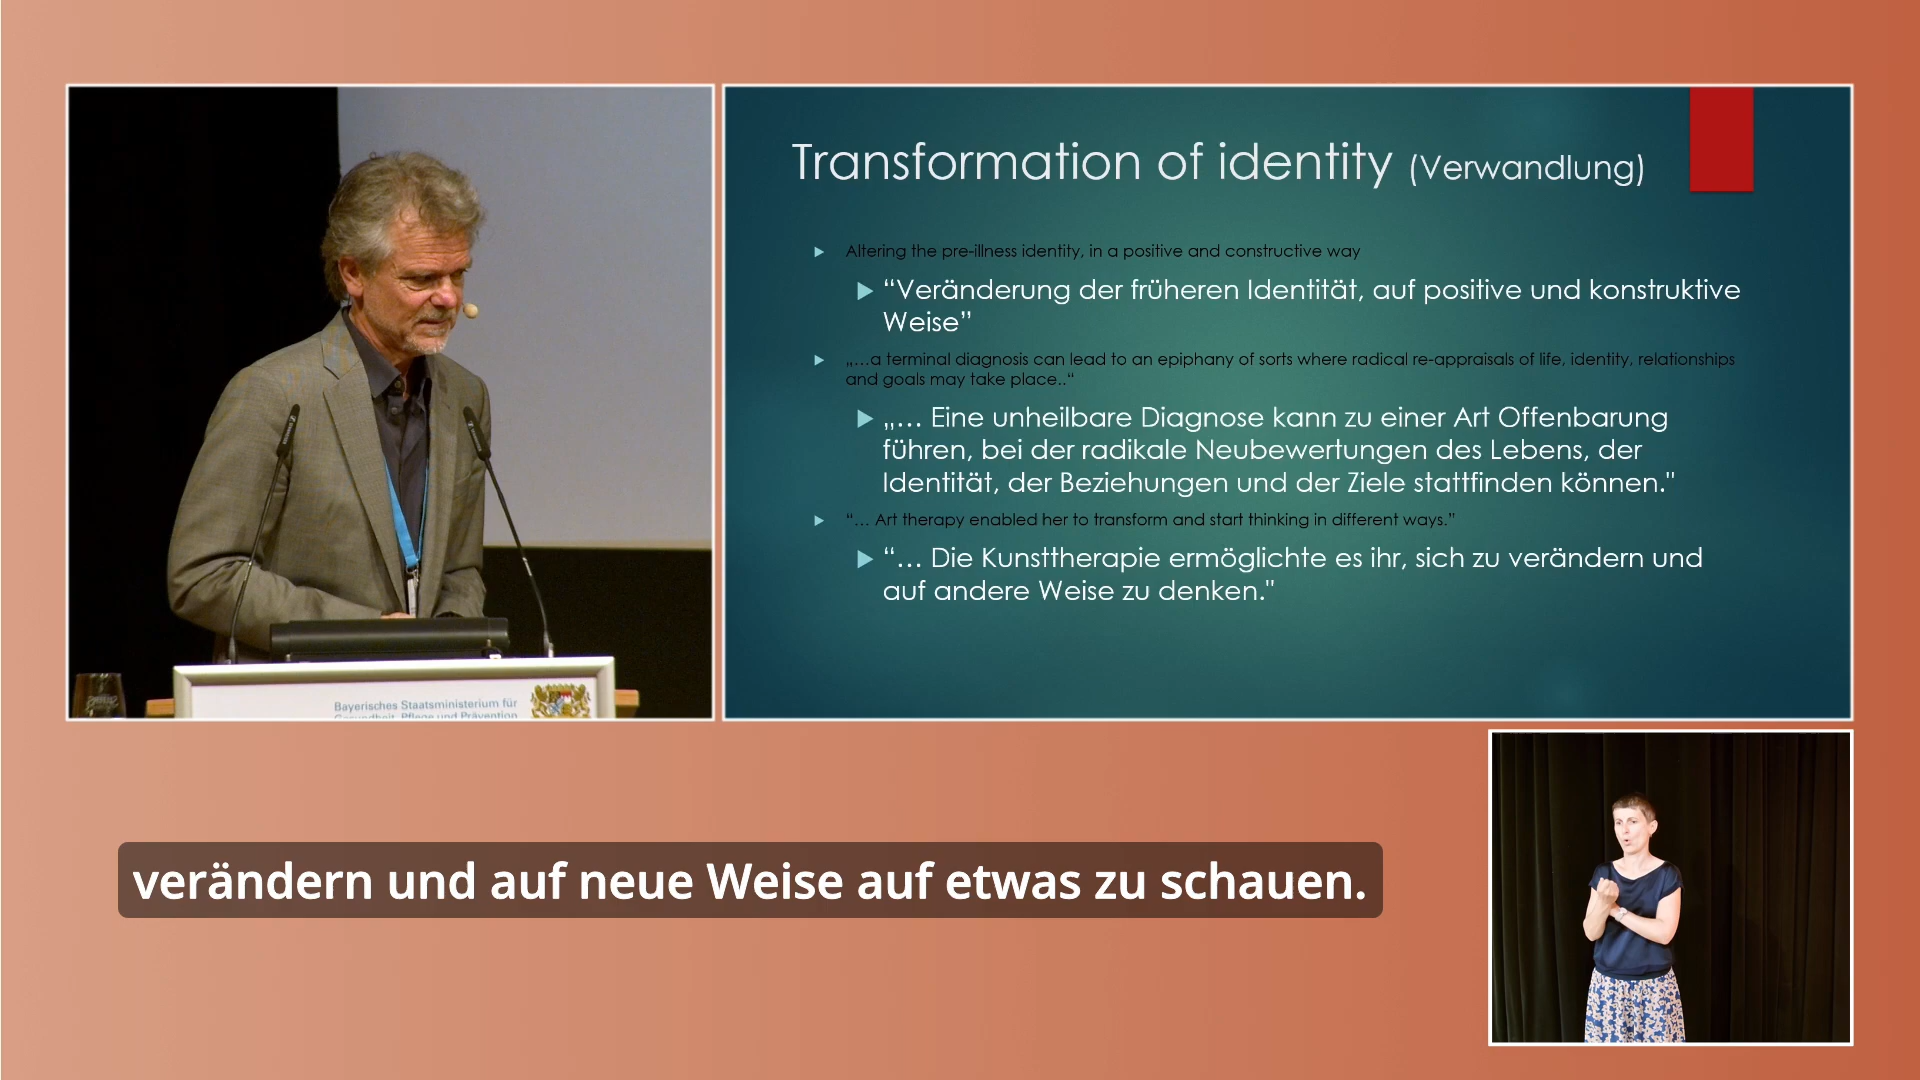 Transformation of identity (Verwandlung)
Altering the pre-illness identity, in a positive and constructive way
“Veränderung der früheren Identität, auf positive und konstruktive
Weise”
„…a terminal diagnosis can lead to an epiphany of sorts where radical re-appraisals of life, identity, relationships
and goals may take place..“
„… Eine unheilbare Diagnose kann zu einer Art Offenbarung
führen, bei der radikale Neubewertungen des Lebens, der
Identität, der Beziehungen und der Ziele stattfinden können."
“… Art therapy enabled her to transform and start thinking in different ways.”
“… Die Kunsttherapie ermöglichte es ihr, sich zu verändern und
auf andere Weise zu denken."
Bayerisches Staatsministerium für
Gesundheit, Pflege und Prävention
verändern und auf neue Weise auf etwas zu schauen.